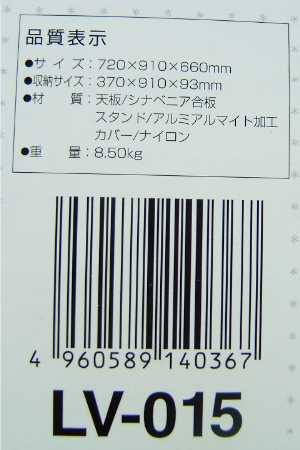 品質表示
●サイズ：720×910×660mm
●収納サイズ：370×910×93mm
●材質：天板/シナベニア合板
スタンド/アルミアルマイト加工
カバー/ナイロン
●重量：8.50kg
4 960589 140367
LV-015